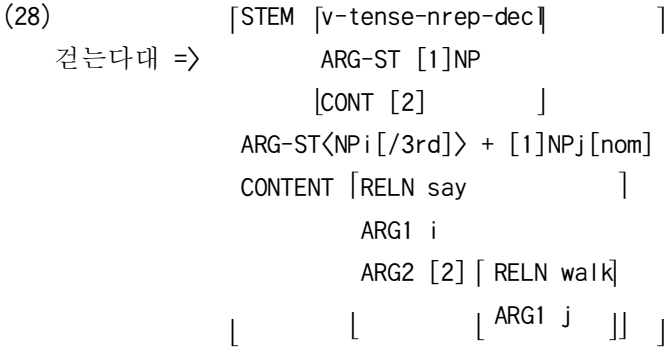 (28) ⌈STEM ⌈v-tense-nrep-decl⌉ ⌉
걷는다대 => ARG-ST [1]NP
⌊CONT [2] ⌋
ARG-ST<NPi[/3rd]> + [1]NPj[nom]
CONTENT ⌈RELN say ⌉
ARG1 i
ARG2 [2]⌈ RELN walk⌉
⌊ ⌊ ⌊ ARG1 j ⌋⌋ ⌋